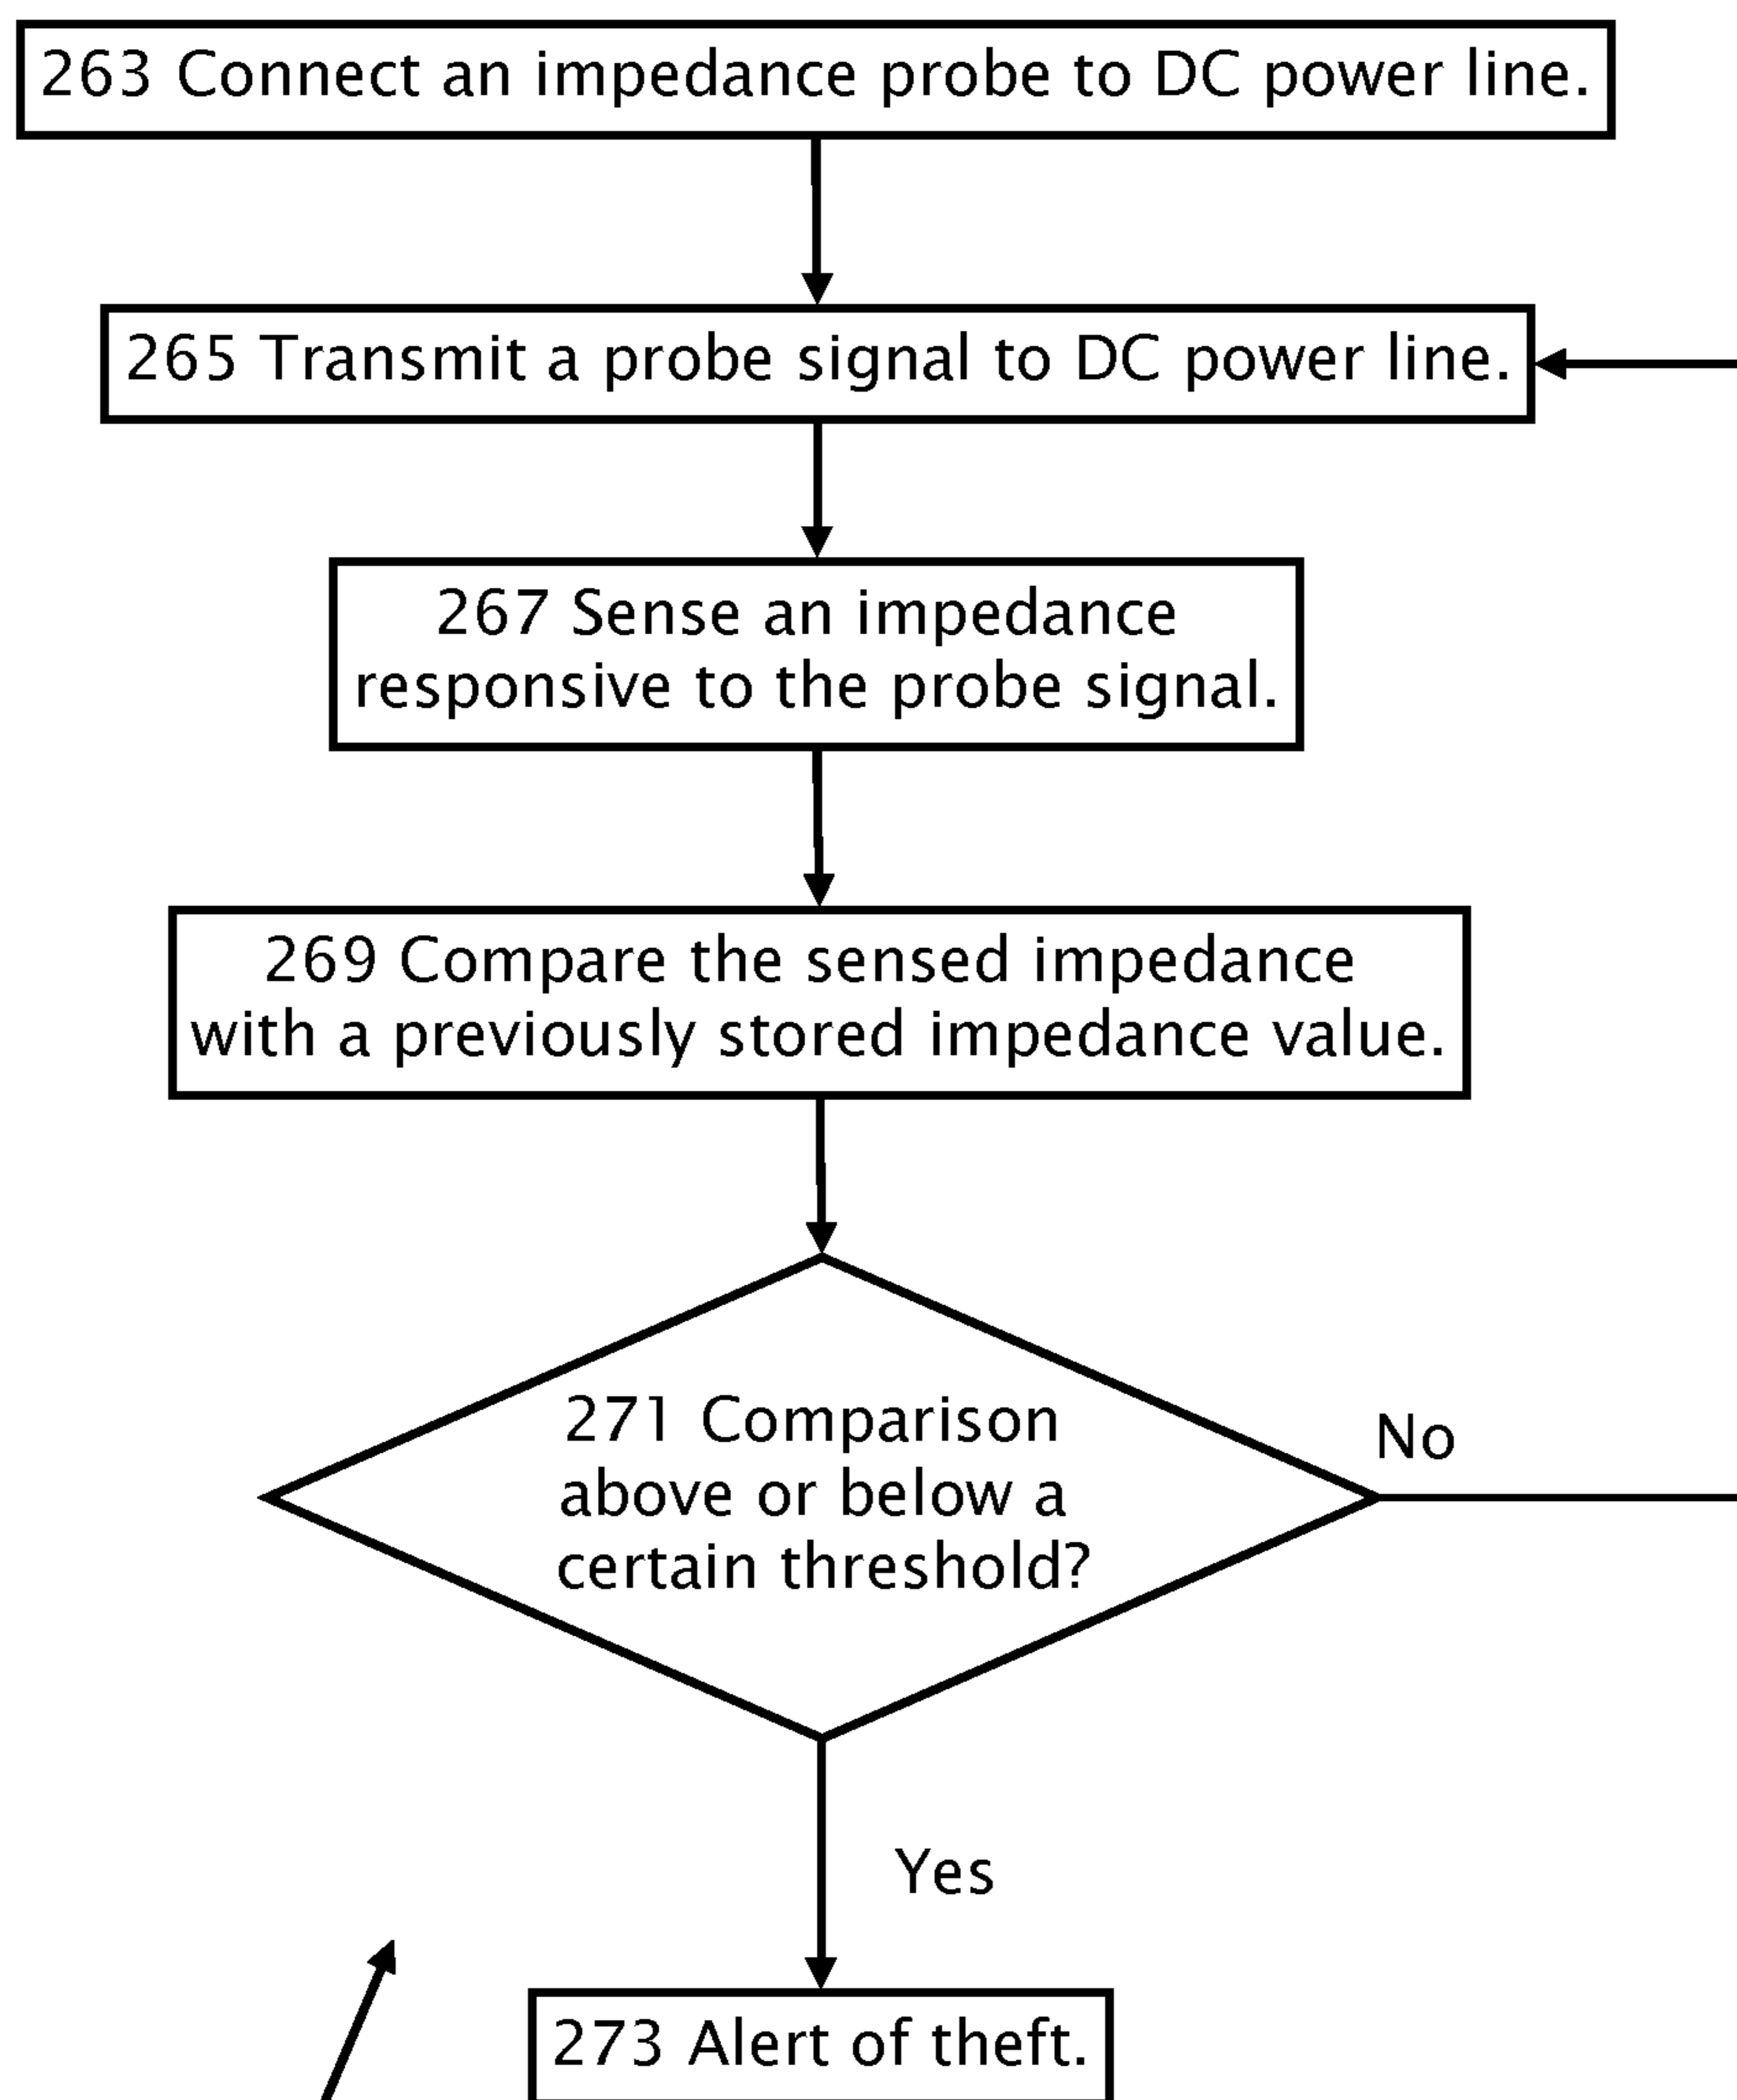 263 Connect an impedance probe to DC power line.
265 Transmit a probe signal to DC power line.
267 Sense an impedance
responsive to the probe signal.
269 Compare the sensed impedance
with a previously stored impedance value.
271 Comparison
above or below a
certain threshold?
No
Yes
273 Alert of theft.